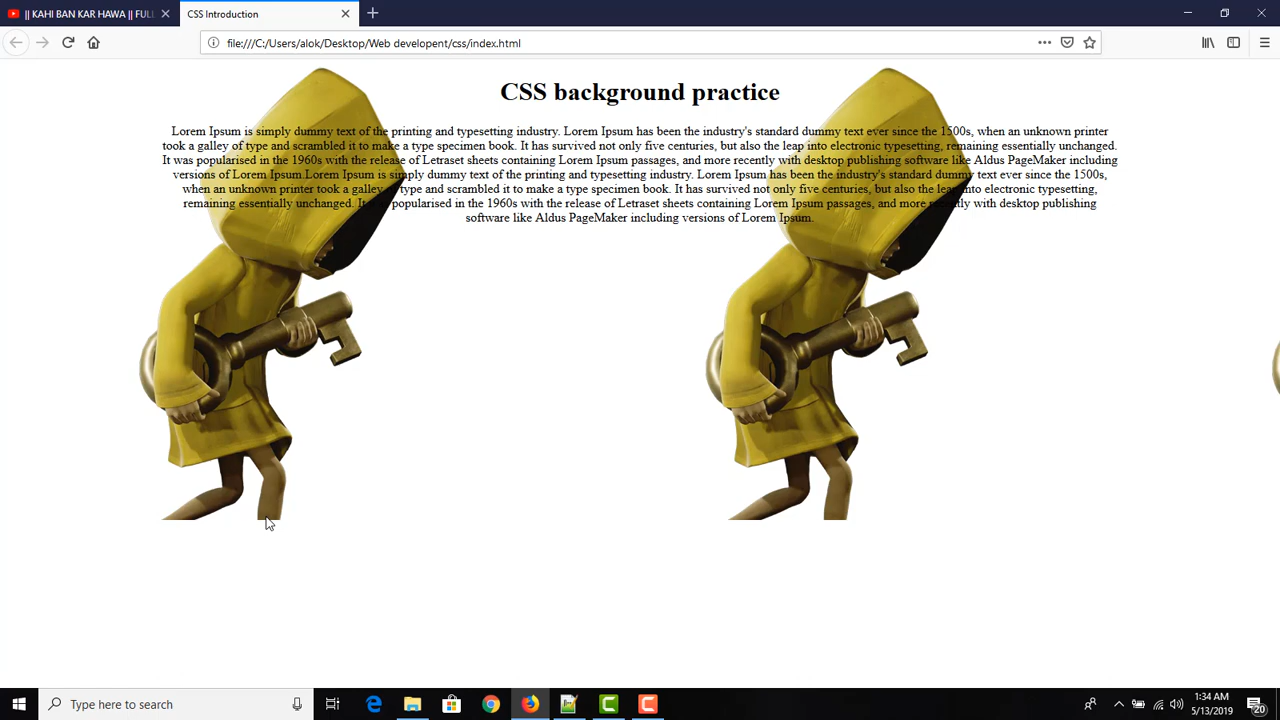 || KAHI BAN KAR HAWA || FULL
CSS Introduction
file:///C:/Users/alok/Desktop/Web developent/css/index.html
CSS background practice
Lorem Ipsum is simply dummy text of the printing and typesetting industry. Lorem Ipsum has been the industry's standard dummy text ever since the 1500s, when an unknown printer
took a galley of type and scrambled it to make a type specimen book. It has survived not only five centuries, but also the leap into electronic typesetting, remaining essentially unchanged.
It was popularised in the 1960s with the release of Letraset sheets containing Lorem Ipsum passages, and more recently with desktop publishing software like Aldus PageMaker including
versions of Lorem Ipsum.Lorem Ipsum is simply dummy text of the printing and typesetting industry. Lorem Ipsum has been the industry's standard dummy text ever since the 1500s,
when an unknown printer took a galley type and scrambled it to make a type specimen book. It has survived not only five centuries, but also the leap into electronic typesetting,
remaining essentially unchanged. It popularised in the 1960s with the release of Letraset sheets containing Lorem Ipsum passages, and more recently with desktop publishing
software like Aldus PageMaker including versions of Lorem Ipsum.
Type here to search
1:34 AM
5/13/2019
20